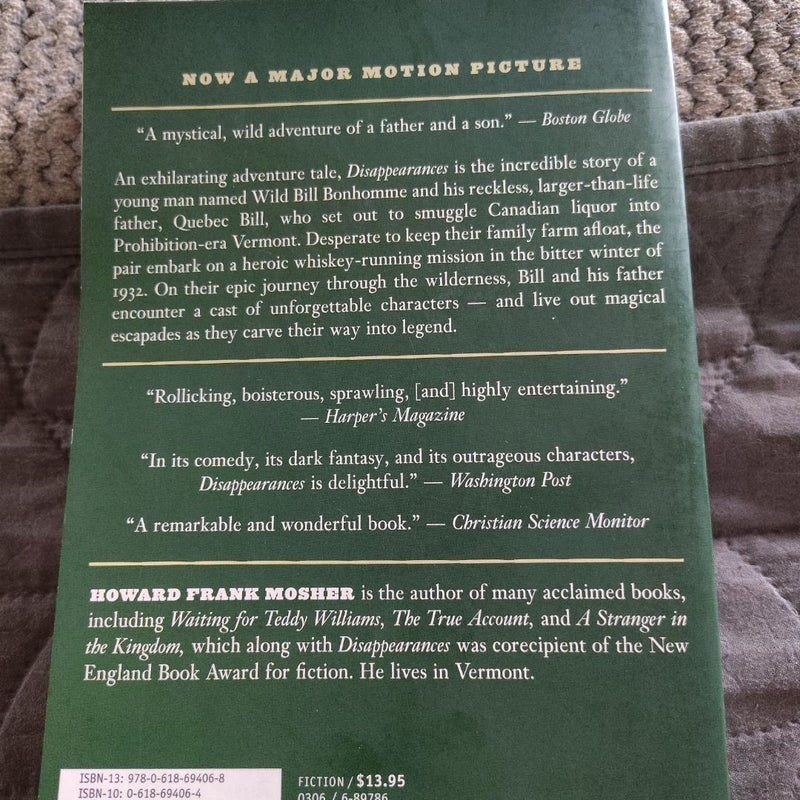 NOW A MAJOR MOTION PICTURE
“A mystical, wild adventure of a father and a son.” — Boston Globe
An exhilarating adventure tale, Disappearances is the incredible story of a
young man named Wild Bill Bonhomme and his reckless, larger-than-life
father, Quebec Bill, who set out to smuggle Canadian liquor into
Prohibition-era Vermont. Desperate to keep their family farm afloat, the
pair embark on a heroic whiskey-running mission in the bitter winter of
1932. On their epic journey through the wilderness, Bill and his father
encounter a cast of unforgettable characters — and live out magical
escapades as they carve their way into legend.
“Rollicking, boisterous, sprawling, [and] highly entertaining.”
— Harper's Magazine
“In its comedy, its dark fantasy, and its outrageous characters,
Disappearances is delightful.” — Washington Post
“A remarkable and wonderful book.” — Christian Science Monitor
HOWARD FRANK MOSHER is the author of many acclaimed books,
including Waiting for Teddy Williams, The True Account, and A Stranger in
the Kingdom, which along with Disappearances was corecipient of the New
England Book Award for fiction. He lives in Vermont.
ISBN-13: 978-0-618-69406-8
ISBN-10: 0-618-69406-4
FICTION / $13.95
0306 / 6-89786